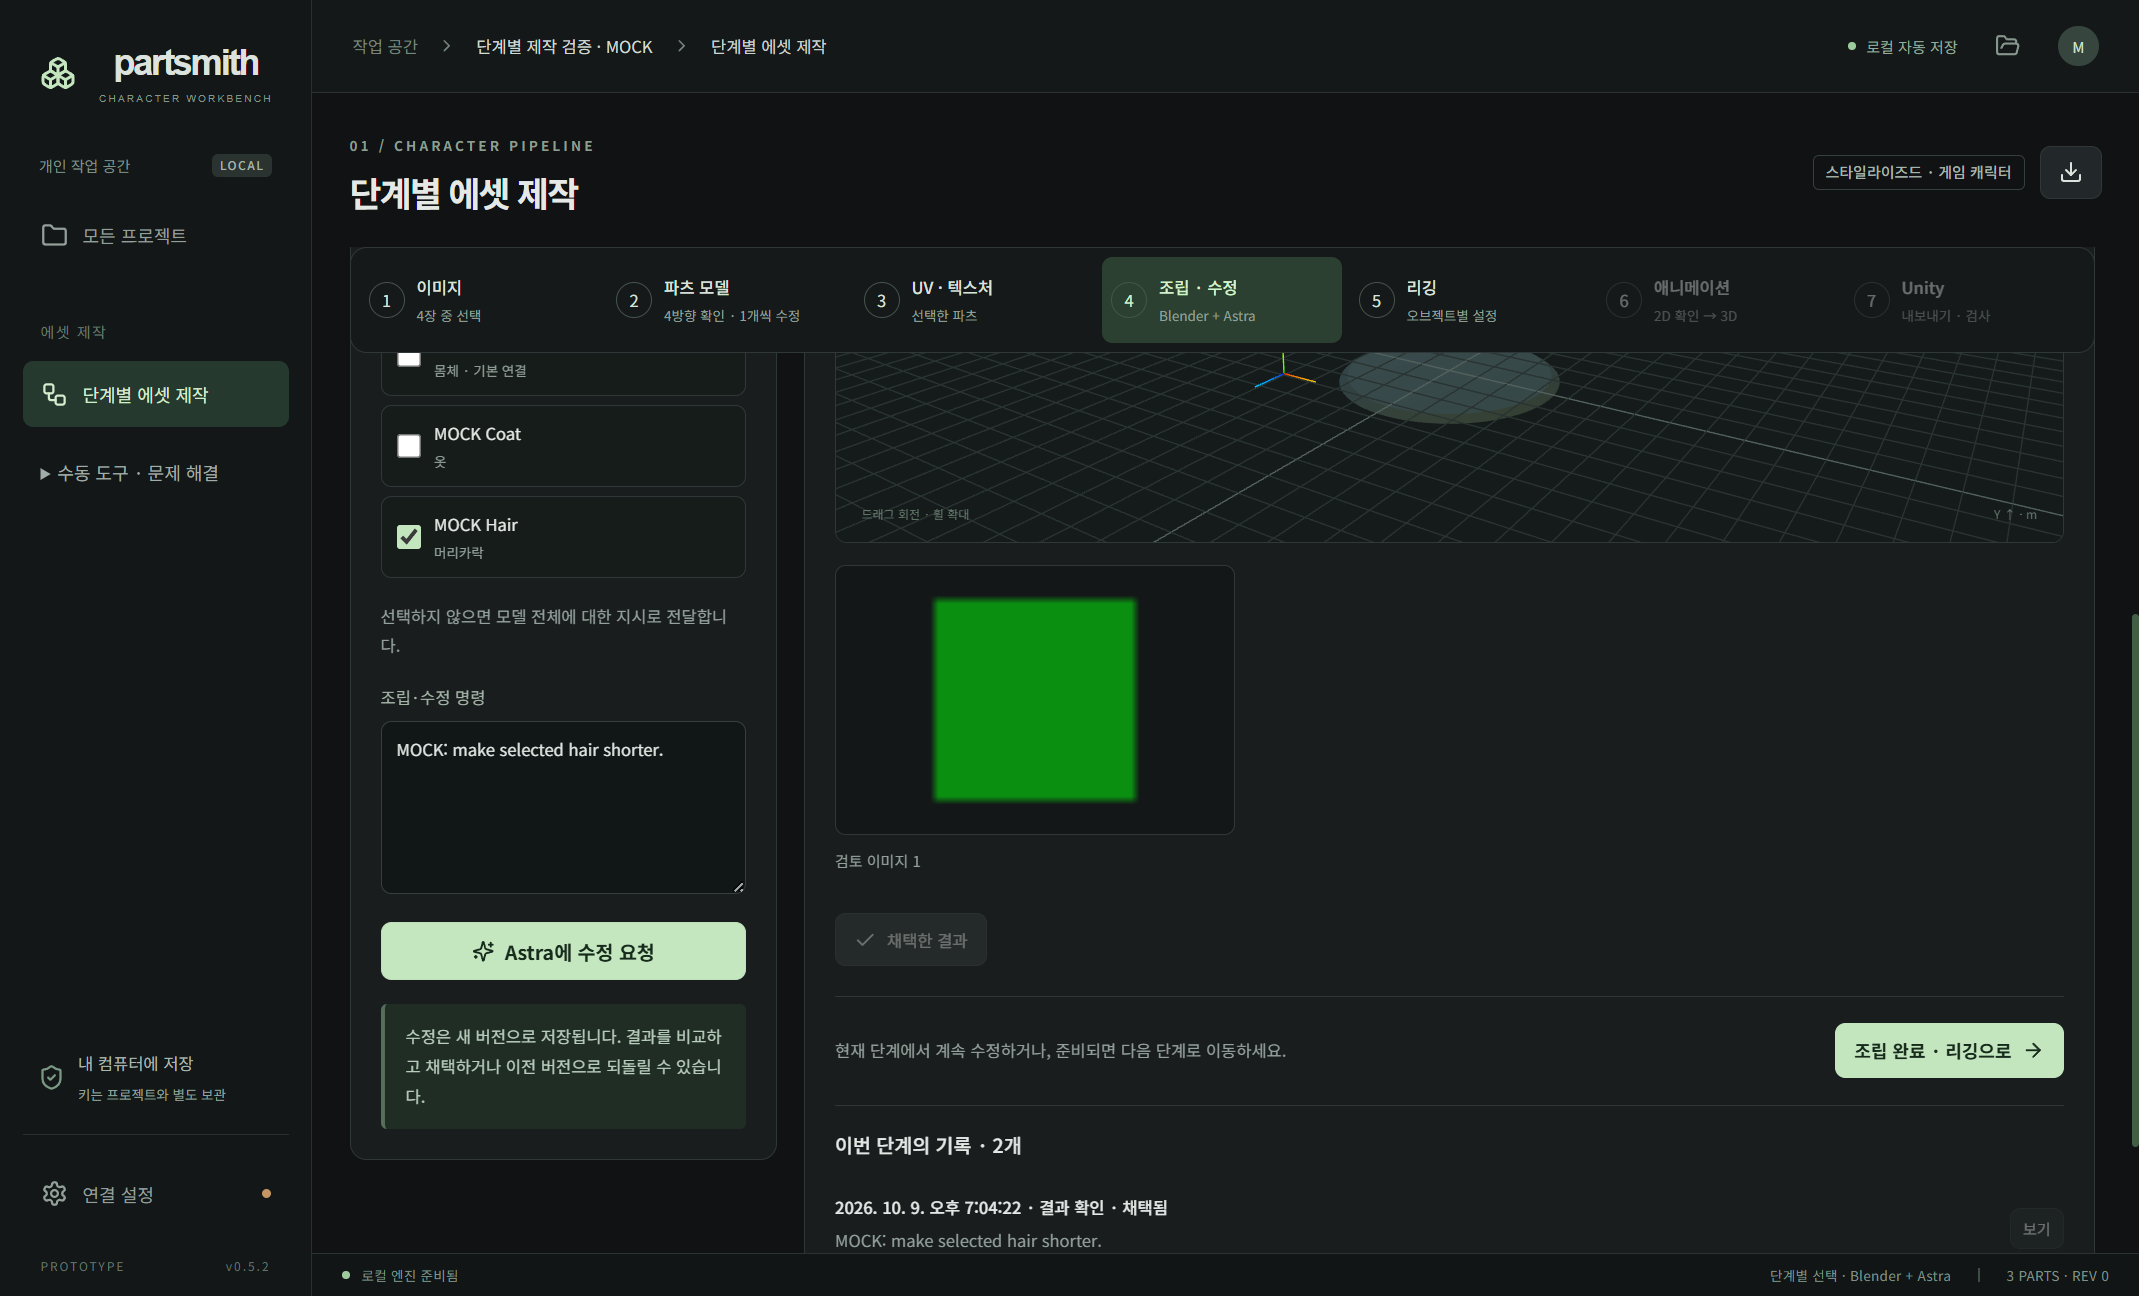 partsmith
CHARACTER WORKBENCH
개인 작업 공간
LOCAL
모든 프로젝트
에셋 제작
단계별 에셋 제작
수동 도구 · 문제 해결
내 컴퓨터에 저장
키는 프로젝트와 별도 보관
연결 설정
PROTOTYPE
v0.5.2
작업 공간
단계별 제작 검증 · MOCK
단계별 에셋 제작
로컬 자동 저장
M
01 / CHARACTER PIPELINE
단계별 에셋 제작
스타일라이즈드 · 게임 캐릭터
1
이미지
4장 중 선택
2
파츠 모델
4방향 확인 · 1개씩 수정
3
UV · 텍스처
선택한 파츠
4
조립 · 수정
Blender + Astra
5
리깅
오브젝트별 설정
6
애니메이션
2D 확인 → 3D
7
Unity
내보내기 · 검사
몸체 · 기본 연결
MOCK Coat
옷
MOCK Hair
머리카락
선택하지 않으면 모델 전체에 대한 지시로 전달합니
다.
조립·수정 명령
MOCK: make selected hair shorter.
Astra에 수정 요청
수정은 새 버전으로 저장됩니다. 결과를 비교하
고 채택하거나 이전 버전으로 되돌릴 수 있습니
다.
드래그 회전 · 휠 확대
Y ↑ · m
검토 이미지 1
채택한 결과
현재 단계에서 계속 수정하거나, 준비되면 다음 단계로 이동하세요.
조립 완료 · 리깅으로
이번 단계의 기록 · 2개
2026. 10. 9. 오후 7:04:22 · 결과 확인 · 채택됨
MOCK: make selected hair shorter.
보기
로컬 엔진 준비됨
단계별 선택 · Blender + Astra
3 PARTS · REV 0